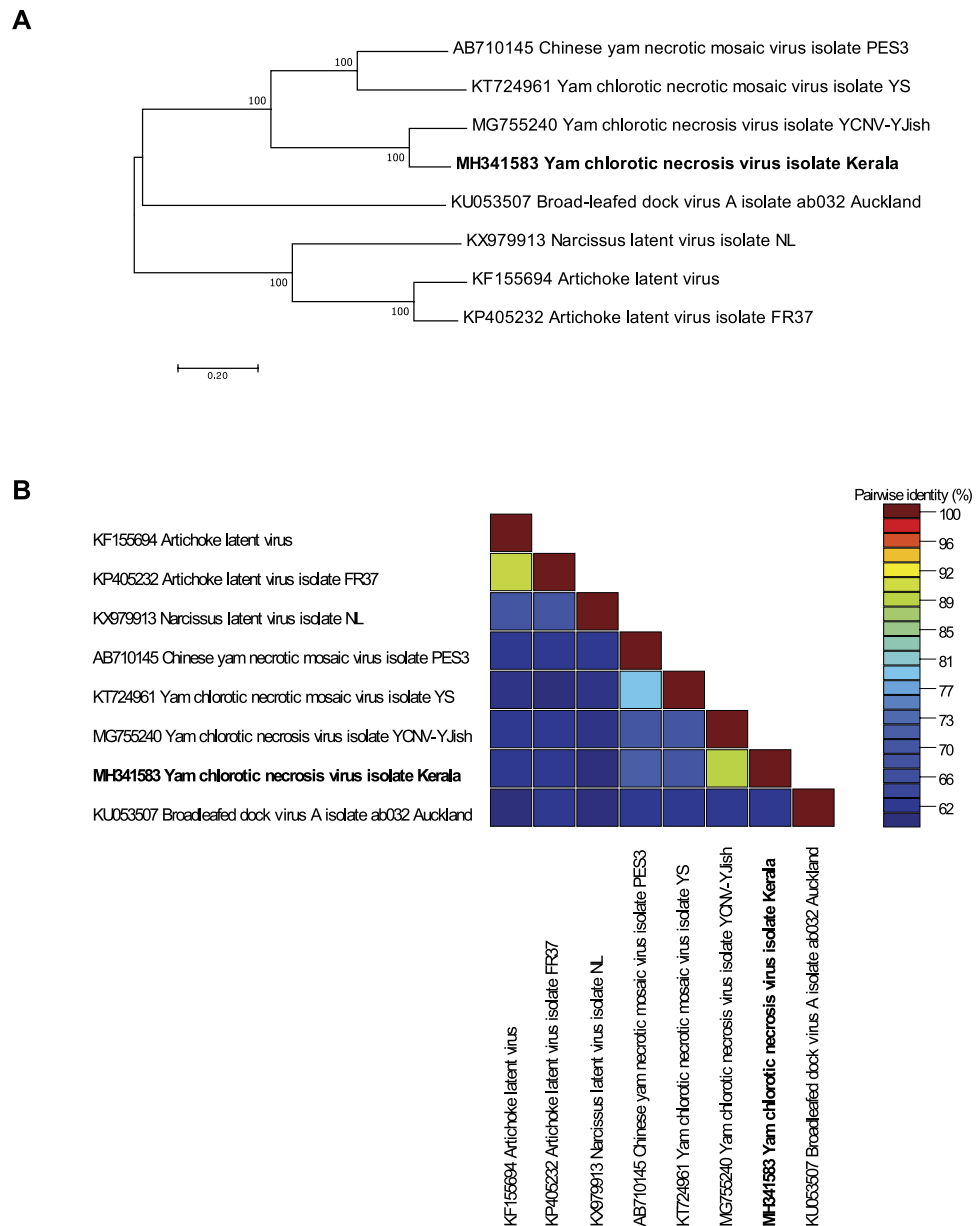 A
AB710145 Chinese yam necrotic mosaic virus isolate PES3
100
KT724961 Yam chlorotic necrotic mosaic virus isolate YS
100
MG755240 Yam chlorotic necrosis virus isolate YCNV-YJish
100
MH341583 Yam chlorotic necrosis virus isolate Kerala
KU053507 Broad-leafed dock virus A isolate ab032 Auckland
KX979913 Narcissus latent virus isolate NL
100
KF155694 Artichoke latent virus
100
KP405232 Artichoke latent virus isolate FR37
0.20
B
Pairwise identity (%)
KF155694 Artichoke latent virus
KP405232 Artichoke latent virus isolate FR37
KX979913 Narcissus latent virus isolate NL
AB710145 Chinese yam necrotic mosaic virus isolate PES3
KT724961 Yam chlorotic necrotic mosaic virus isolate YS
MG755240 Yam chlorotic necrosis virus isolate YCNV-YJish
MH341583 Yam chlorotic necrosis virus isolate Kerala
KU053507 Broadleafed dock virus A isolate ab032 Auckland
100
96
92
89
85
81
77
73
70
66
62
KF155694 Artichoke latent virus
KP405232 Artichoke latent virus isolate FR37
KX979913 Narcissus latent virus isolate NL
AB710145 Chinese yam necrotic mosaic virus isolate PES3
KT724961 Yam chlorotic necrotic mosaic virus isolate YS
MG755240 Yam chlorotic necrosis virus isolate YCNV-YJish
MH341583 Yam chlorotic necrosis virus isolate Kerala
KU053507 Broadleafed dock virus A isolate ab032 Auckland